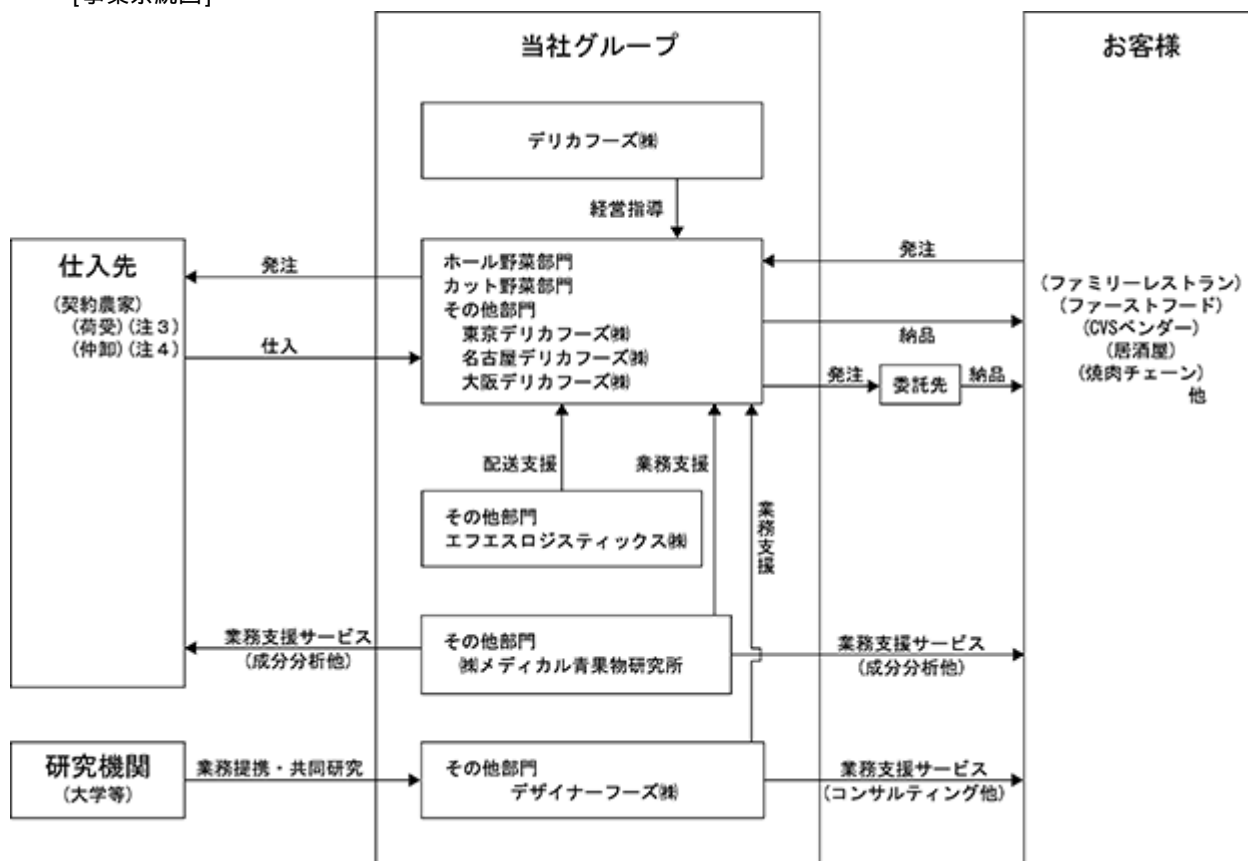 [事業系統図]
当社グループ
お客様
デリカフーズ㈱
経営指導
仕入先
(契約農家)
(荷受)(注3)
(仲卸)(注4)
発注
仕入
ホール野菜部門
カット野菜部門
その他部門
東京デリカフーズ㈱
名古屋デリカフーズ㈱
大阪デリカフーズ㈱
発注
納品
発注
委託先
納品
(ファミリーレストラン)
(ファーストフード)
(CVSベンダー)
(居酒屋)
(焼肉チェーン)
他
配送支援
業務支援
業務支援
その他部門
エフエスロジスティックス㈱
業務支援サービス
(成分分析他)
その他部門
㈱メディカル青果物研究所
業務支援サービス
(成分分析他)
研究機関
(大学等)
業務提携・共同研究
その他部門
デザイナーフーズ㈱
業務支援サービス
(コンサルティング他)